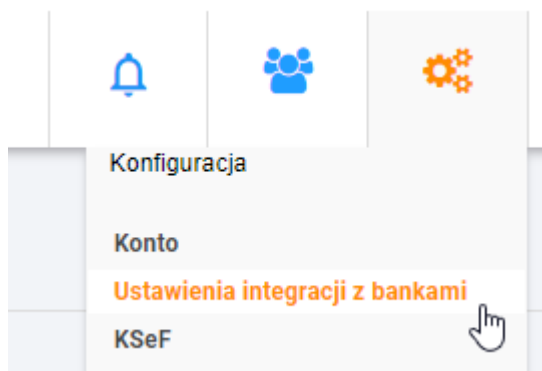 Konfiguracja
Konto
Ustawienia integracji z bankami
KSeF